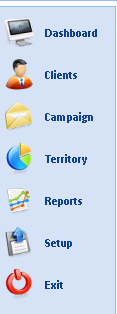 Dashboard
Clients
Campaign
Territory
Reports
Setup
Exit